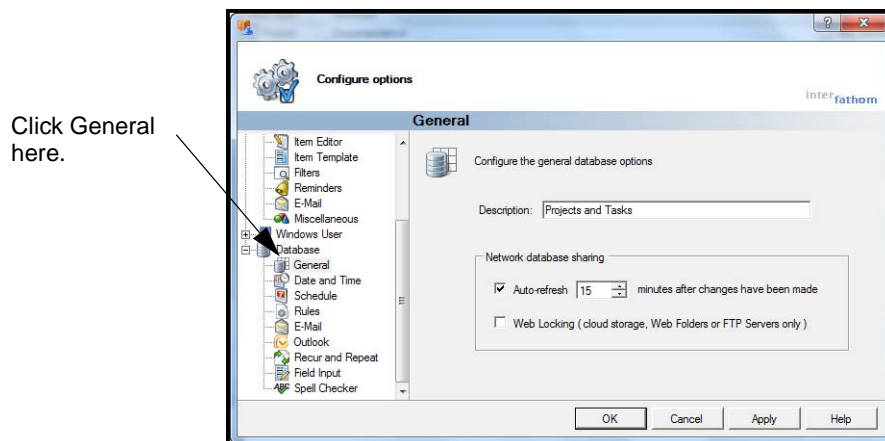 Click General
here.
Configure options
inter fathom
General
Item Editor
Item Template
Filters
Reminders
E-Mail
Miscellaneous
Windows User
Database
General
Date and Time
Schedule
Rules
E-Mail
Outlook
Recur and Repeat
Field Input
Spell Checker
Configure the general database options
Description: Projects and Tasks
Network database sharing
Auto-refresh 15 minutes after changes have been made
Web Locking ( cloud storage, Web Folders or FTP Servers only )
OK Cancel Apply Help